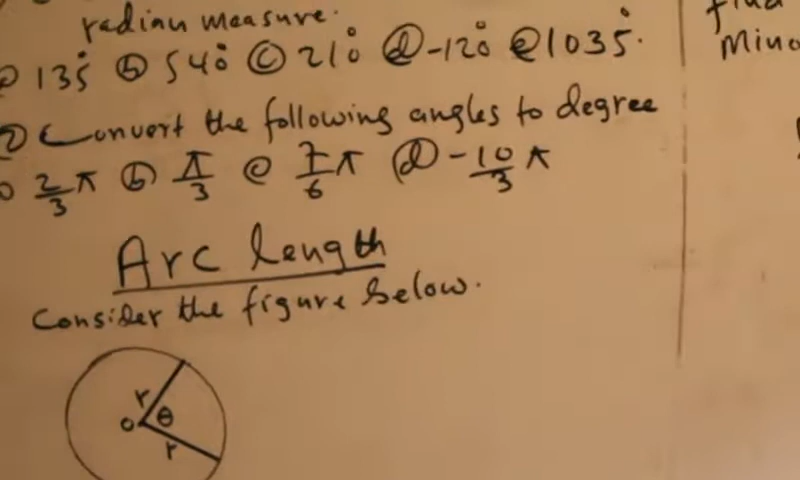 radian measure.
135° ⓑ 540° ⓒ 210° ⓓ -120° ⓔ 1035°.
② Convert the following angles to degree
2/3 π ⓑ π/3 ⓒ 7/6 π ⓓ -10/3 π
Arc length
Consider the figure below.
r
o θ
r
find
Mino